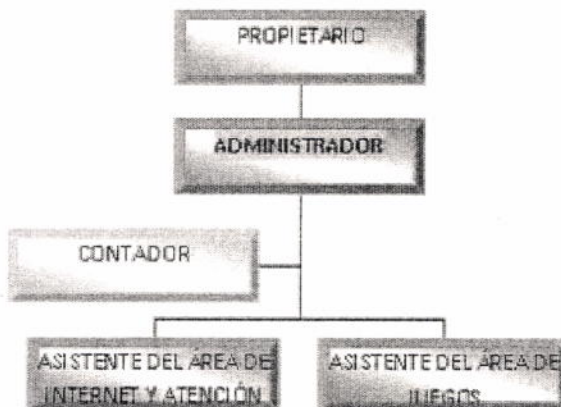 PROPIETARIO
ADMINISTRADOR
CONTADOR
ASISTENTE DEL ÁREA DE
INTERNET Y ATENCIÓN
ASISTENTE DEL ÁREA DE
JUEGOS